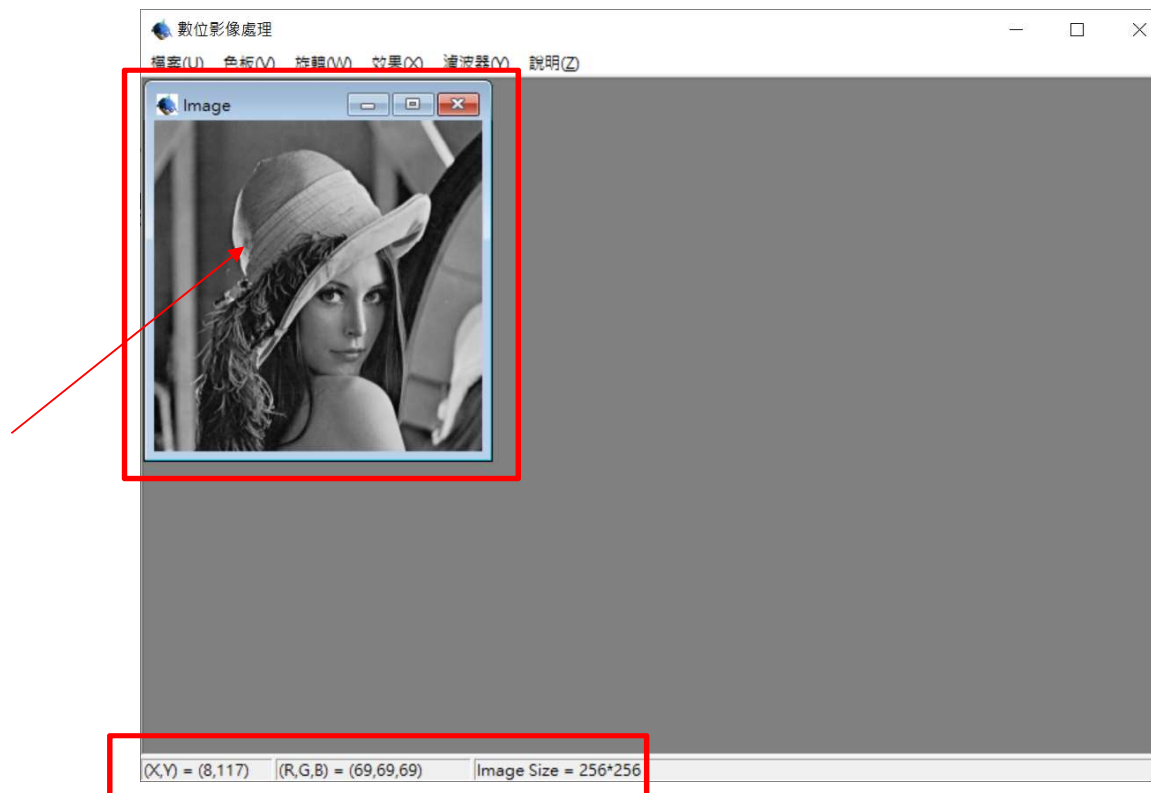 數位影像處理
檔案(U) 色板(V) 旋轉(W) 效果(X) 濾波器(Y) 說明(Z)
Image
(X,Y) = (8,117) (R,G,B) = (69,69,69) Image Size = 256*256